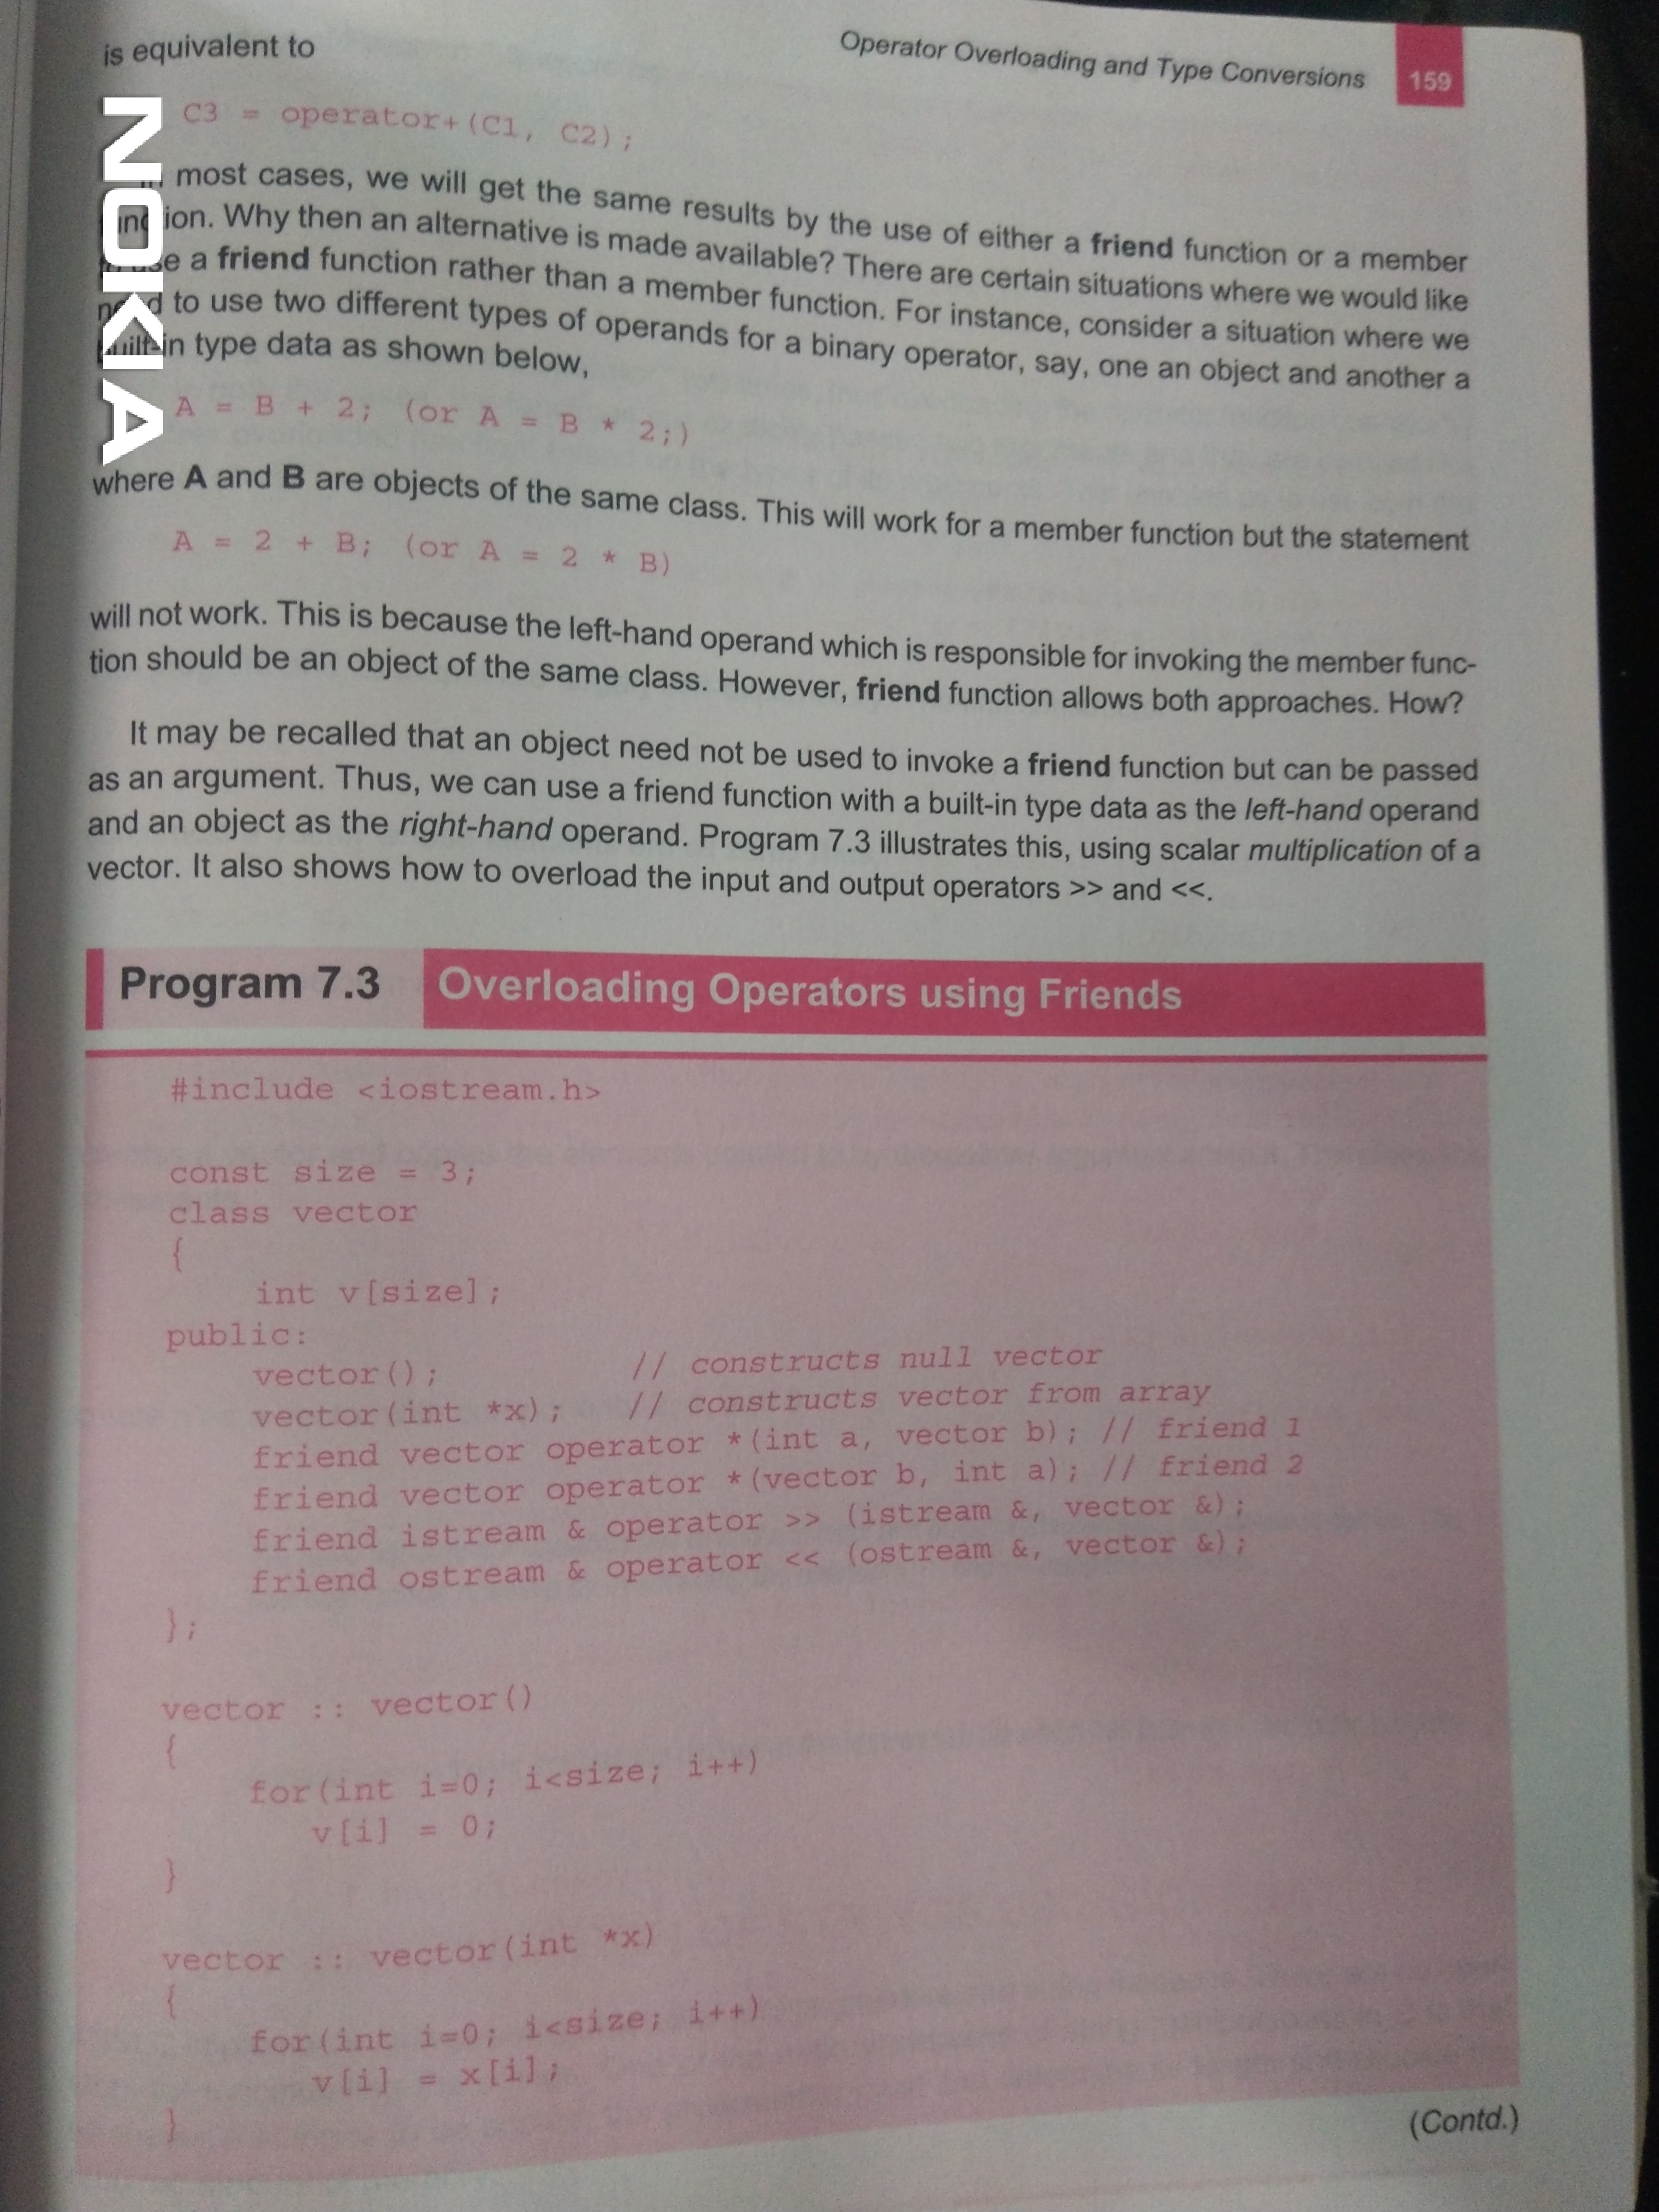 is equivalent to
Operator Overloading and Type Conversions
159
C3 = operator+(C1, C2);
NOKIA
most cases, we will get the same results by the use of either a friend function or a member
ion. Why then an alternative is made available? There are certain situations where we would like
a friend function rather than a member function. For instance, consider a situation where we
to use two different types of operands for a binary operator, say, one an object and another a
built-in type data as shown below,
A = B + 2; (or A = B * 2;)
where A and B are objects of the same class. This will work for a member function but the statement
A = 2 + B; (or A = 2 * B)
will not work. This is because the left-hand operand which is responsible for invoking the member func-
tion should be an object of the same class. However, friend function allows both approaches. How?
It may be recalled that an object need not be used to invoke a friend function but can be passed
as an argument. Thus, we can use a friend function with a built-in type data as the left-hand operand
and an object as the right-hand operand. Program 7.3 illustrates this, using scalar multiplication of a
vector. It also shows how to overload the input and output operators >> and <<.
Program 7.3 Overloading Operators using Friends
#include <iostream.h>
const size = 3;
class vector
{
int v[size];
public:
vector(); // constructs null vector
vector(int *x); // constructs vector from array
friend vector operator *(int a, vector b); // friend 1
friend vector operator *(vector b, int a); // friend 2
friend istream & operator >> (istream &, vector &);
friend ostream & operator << (ostream &, vector &);
};
vector :: vector()
{
for(int i=0; i<size; i++)
v[i] = 0;
}
vector :: vector(int *x)
{
for(int i=0; i<size; i++)
v[i] = x[i];
}
(Contd.)